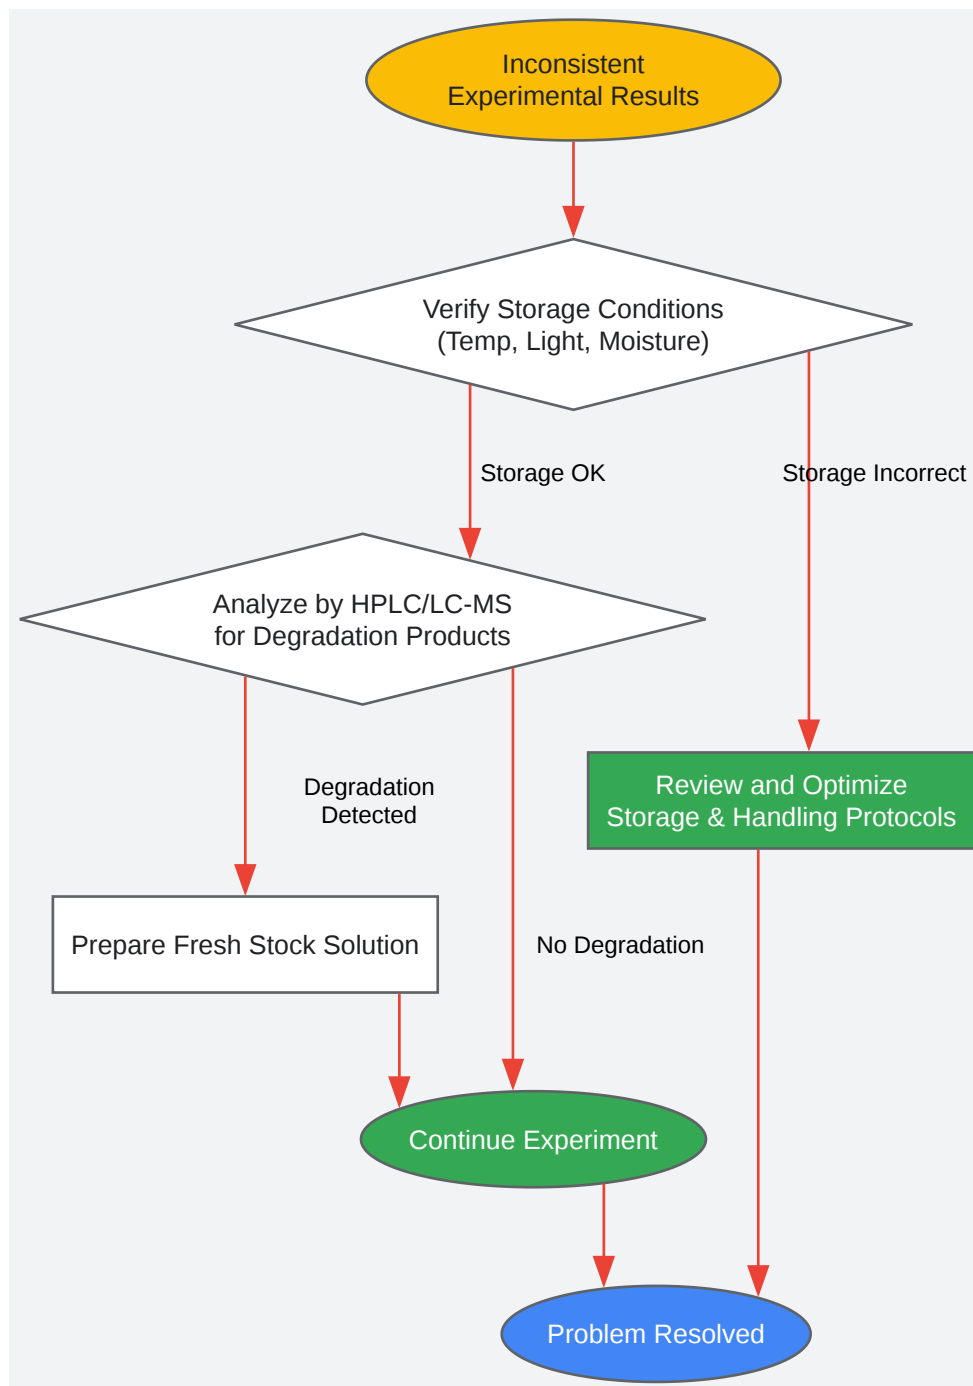 Inconsistent
Experimental Results
Verify Storage Conditions
(Temp, Light, Moisture)
Storage OK
Storage Incorrect
Analyze by HPLC/LC-MS
for Degradation Products
Degradation
Detected
Review and Optimize
Storage & Handling Protocols
Prepare Fresh Stock Solution
No Degradation
Continue Experiment
Problem Resolved